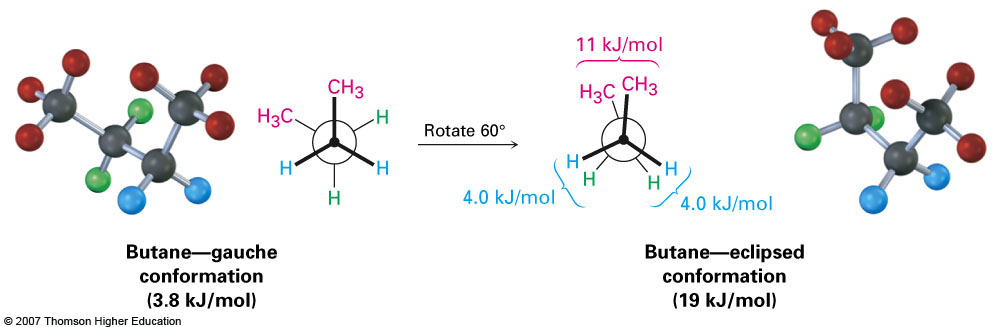 CH3
H3C
H
H
H
H
Rotate 60°
11 kJ/mol
H3C
CH3
H
H
H
H
4.0 kJ/mol
4.0 kJ/mol
Butane—gauche
conformation
(3.8 kJ/mol)
Butane—eclipsed
conformation
(19 kJ/mol)
© 2007 Thomson Higher Education